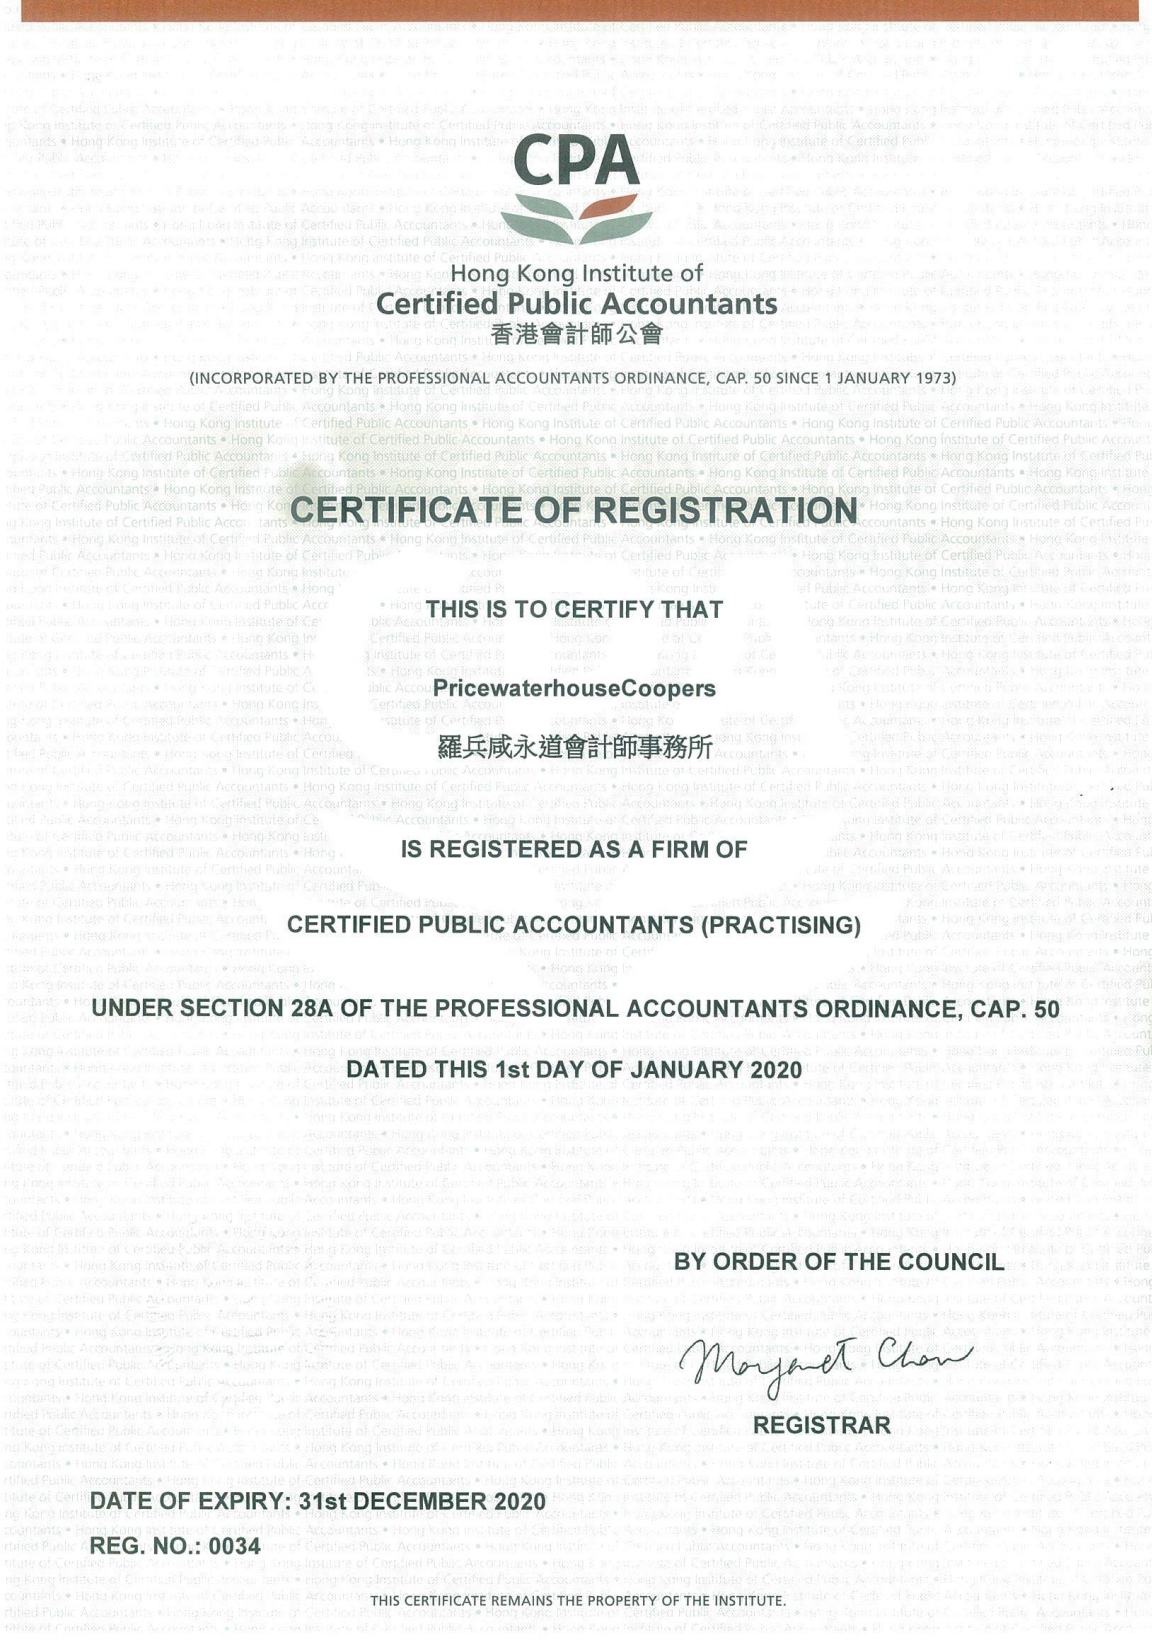 CPA
Hong Kong Institute of
Certified Public Accountants
香港會計師公會
(INCORPORATED BY THE PROFESSIONAL ACCOUNTANTS ORDINANCE, CAP. 50 SINCE 1 JANUARY 1973)
CERTIFICATE OF REGISTRATION
THIS IS TO CERTIFY THAT
PricewaterhouseCoopers
羅兵咸永道會計師事務所
IS REGISTERED AS A FIRM OF
CERTIFIED PUBLIC ACCOUNTANTS (PRACTISING)
UNDER SECTION 28A OF THE PROFESSIONAL ACCOUNTANTS ORDINANCE, CAP. 50
DATED THIS 1st DAY OF JANUARY 2020
BY ORDER OF THE COUNCIL
Margaret Chan
REGISTRAR
DATE OF EXPIRY: 31st DECEMBER 2020
REG. NO.: 0034
THIS CERTIFICATE REMAINS THE PROPERTY OF THE INSTITUTE.